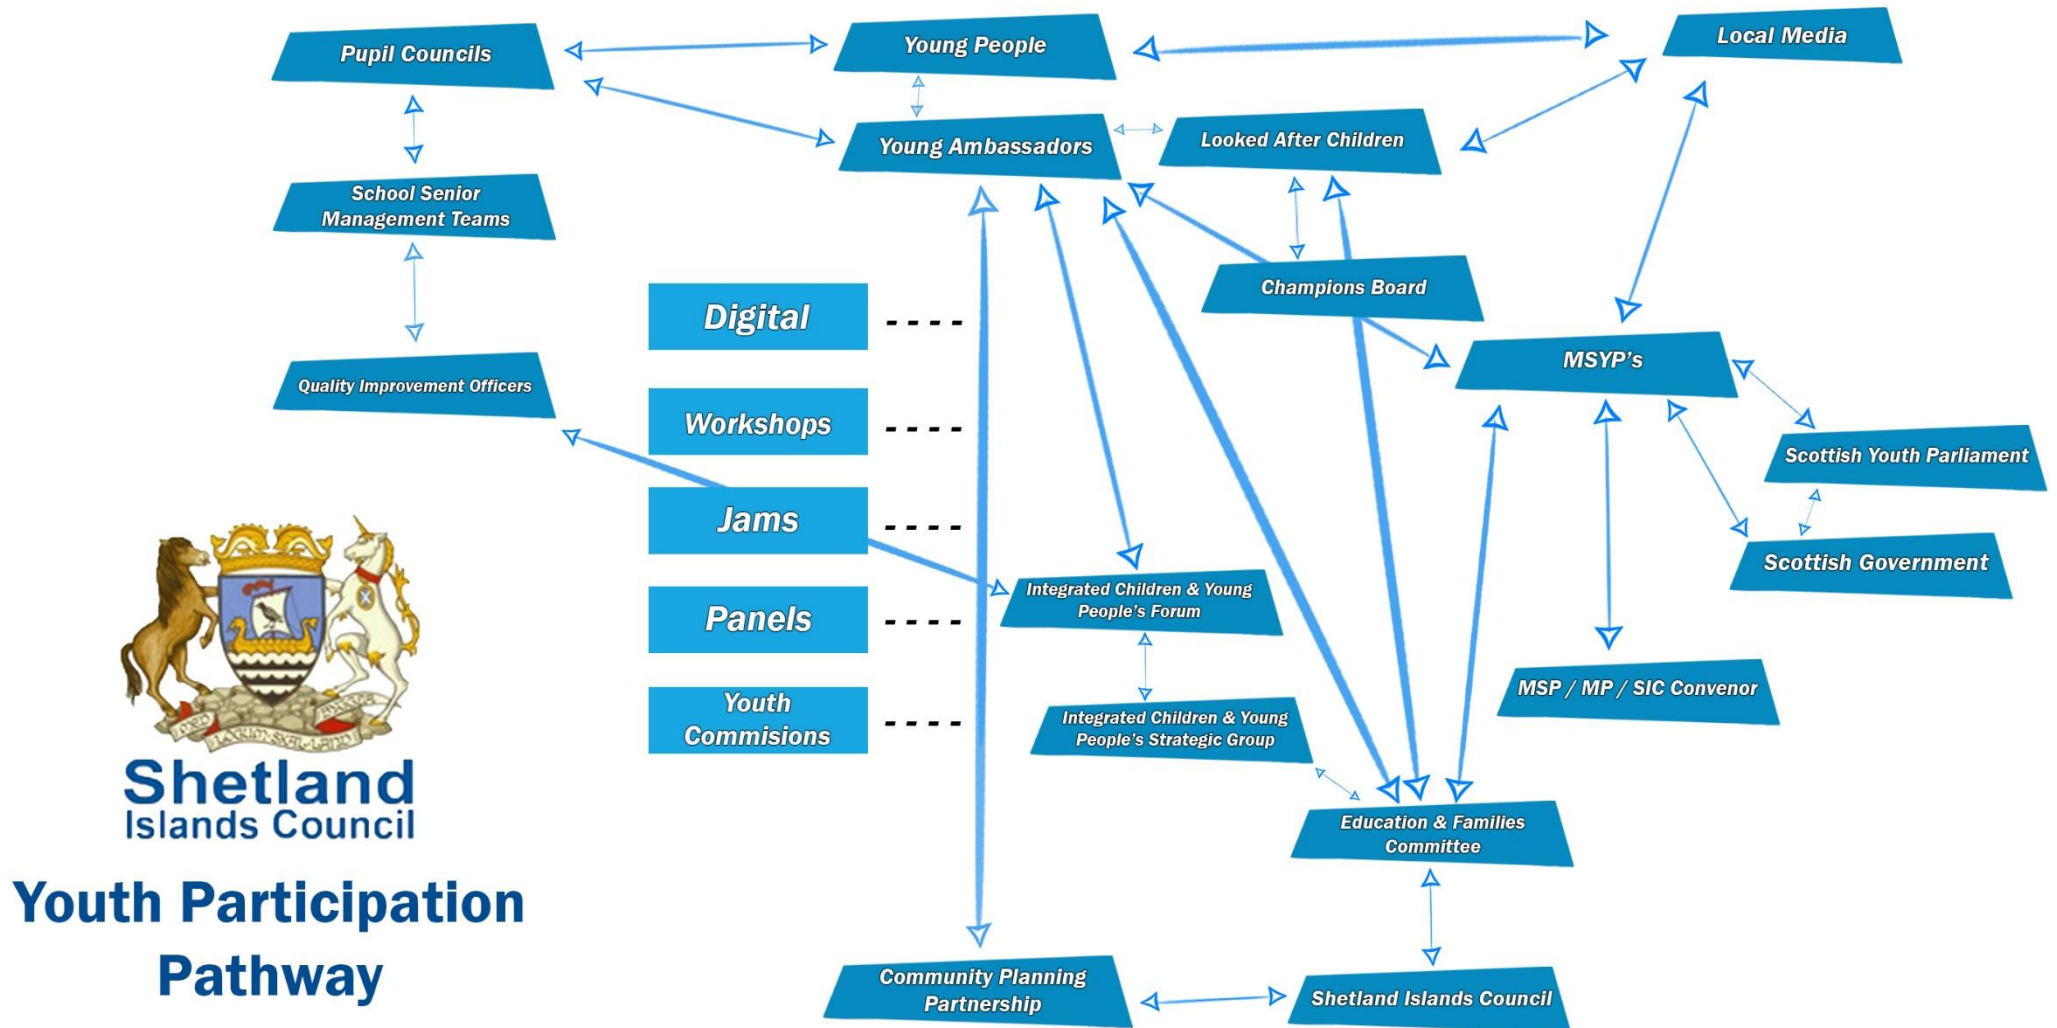 Pupil Councils
Young People
Local Media
Young Ambassadors
Looked After Children
School Senior
Management Teams
Champions Board
Digital
MSYP's
Quality Improvement Officers
Workshops
Scottish Youth Parliament
Jams
Scottish Government
Integrated Children & Young
People's Forum
Panels
MSP / MP / SIC Convenor
Youth
Commisions
Integrated Children & Young
People's Strategic Group
Shetland
Islands Council
Education & Families
Committee
Youth Participation
Pathway
Community Planning
Partnership
Shetland Islands Council